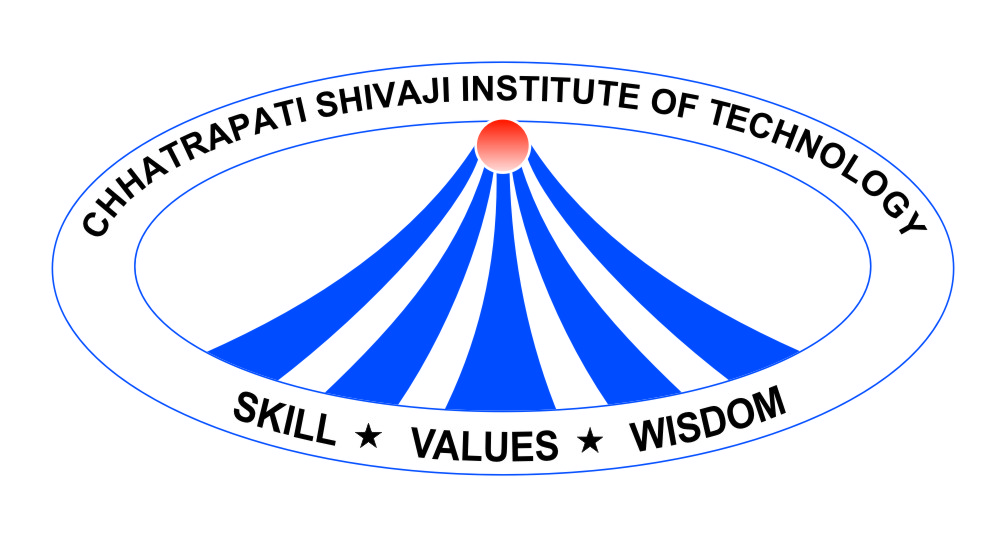 CHHATRAPATI SHIVAJI INSTITUTE OF TECHNOLOGY
SKILL ★ VALUES ★ WISDOM